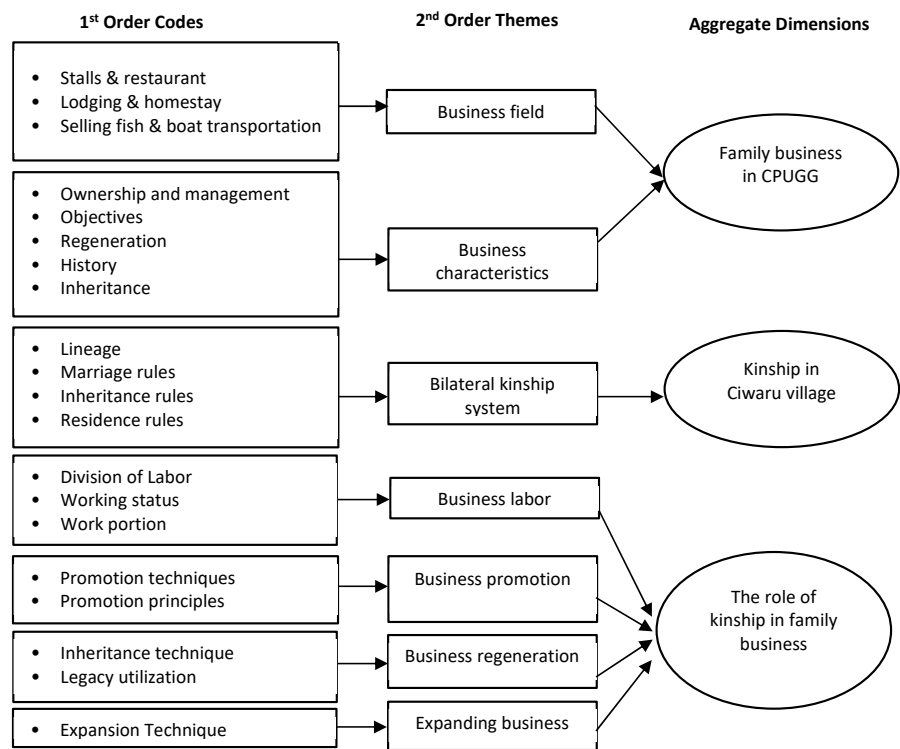 1st Order Codes
2nd Order Themes
Aggregate Dimensions
• Stalls & restaurant
• Lodging & homestay
• Selling fish & boat transportation
Business field
Family business
in CPUGG
• Ownership and management
• Objectives
• Regeneration
• History
• Inheritance
Business
characteristics
• Lineage
• Marriage rules
• Inheritance rules
• Residence rules
Bilateral kinship
system
Kinship in
Ciwaru village
• Division of Labor
• Working status
• Work portion
Business labor
• Promotion techniques
• Promotion principles
Business promotion
The role of
kinship in family
business
• Inheritance technique
• Legacy utilization
Business regeneration
• Expansion Technique
Expanding business